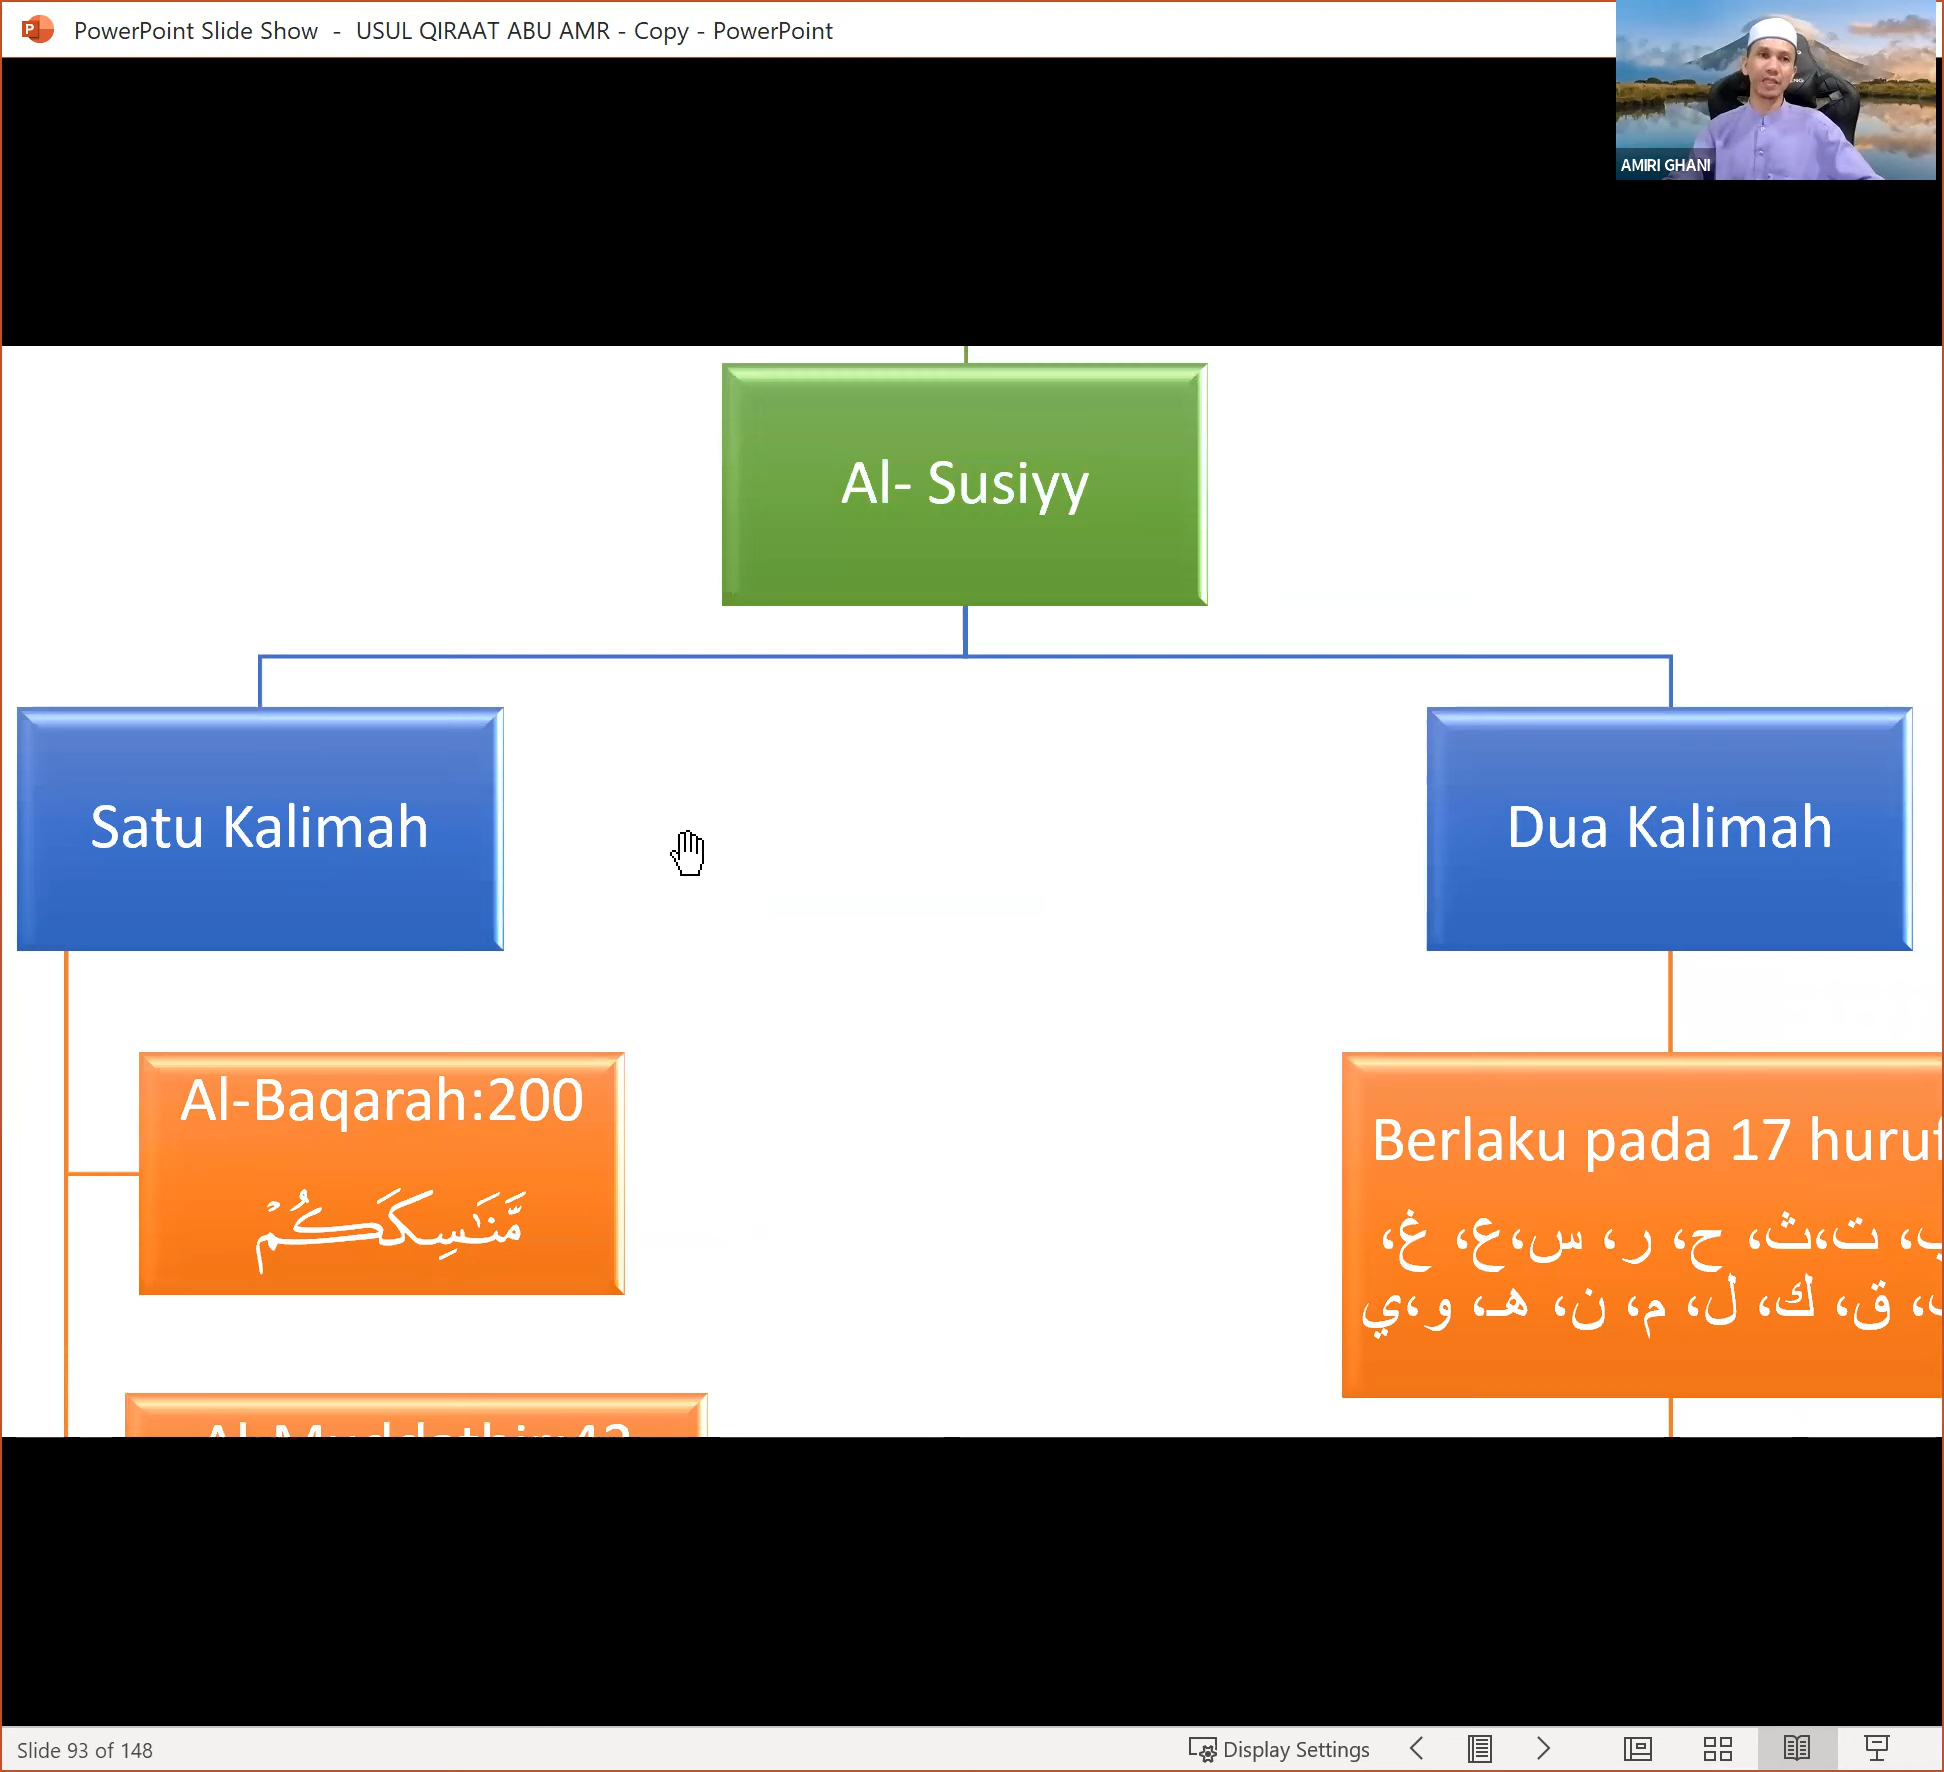 PowerPoint Slide Show - USUL QIRAAT ABU AMR - Copy - PowerPoint
AMIRI GHANI
Al- Susiyy
Satu Kalimah
Dua Kalimah
Al-Baqarah:200
مَّنَـٰسِكَكُمْ
Berlaku pada 17 huruf
ب، ت،ث، ح، ر، س،ع، غ،
ق، ك، ل، م، ن، هـ، و،ي
Slide 93 of 148
Display Settings